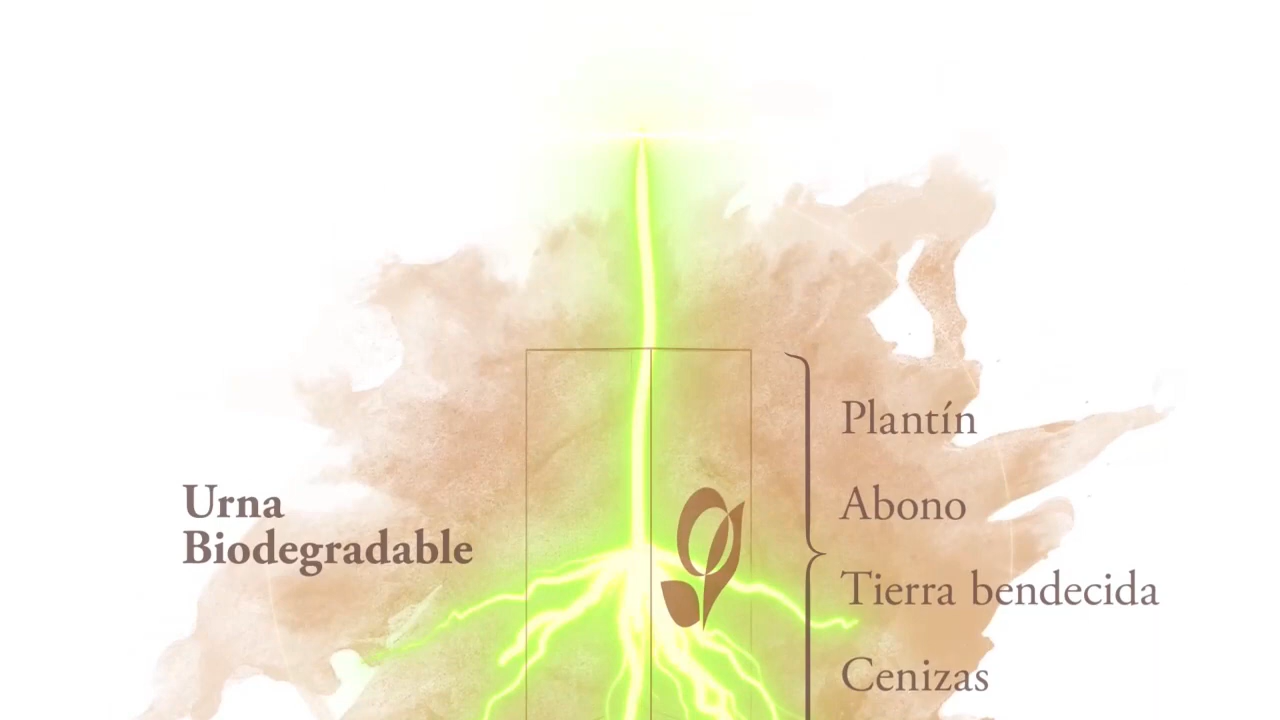 Urna
Biodegradable
Plantín
Abono
Tierra bendecida
Cenizas